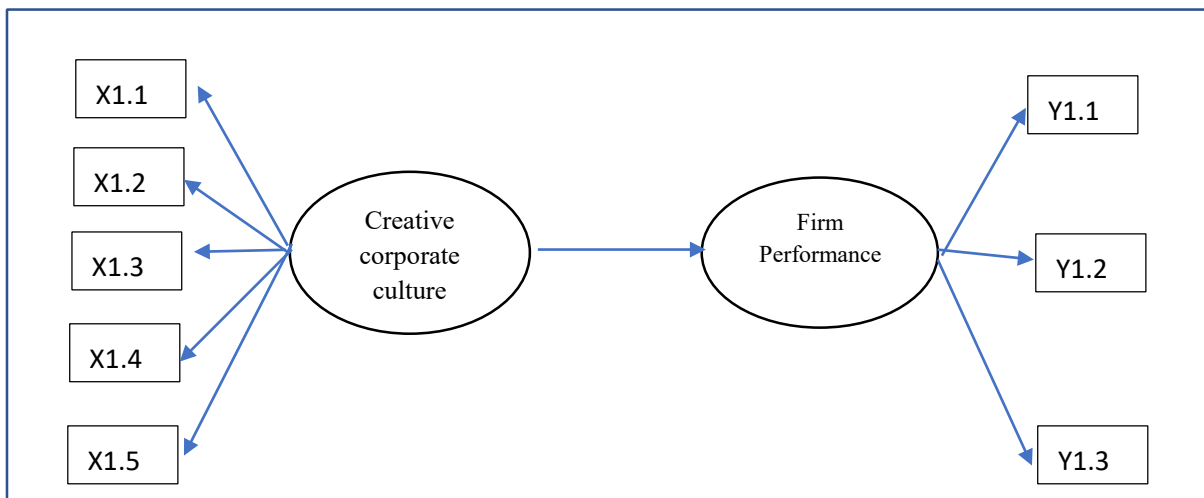 X1.1
X1.2
X1.3
X1.4
X1.5
Creative
corporate
culture
Firm
Performance
Y1.1
Y1.2
Y1.3